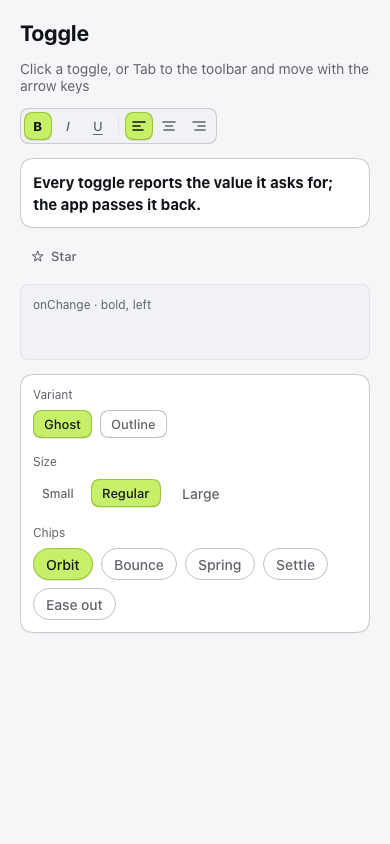 Toggle
Click a toggle, or Tab to the toolbar and move with the
arrow keys
B I U
Every toggle reports the value it asks for;
the app passes it back.
Star
onChange · bold, left
Variant
Ghost Outline
Size
Small Regular Large
Chips
Orbit Bounce Spring Settle
Ease out